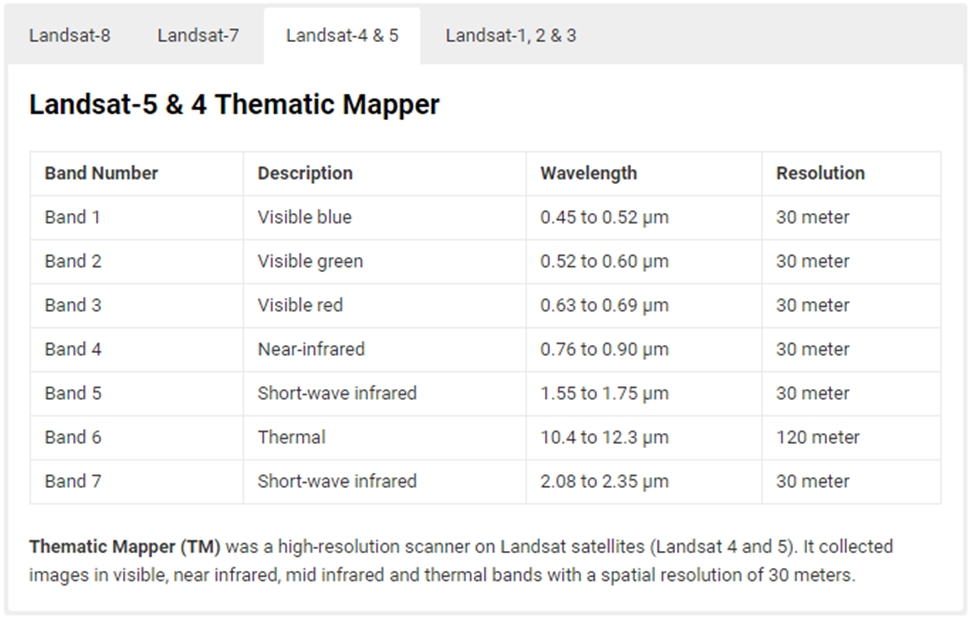 Landsat-8 Landsat-7 Landsat-4 & 5 Landsat-1, 2 & 3
Landsat-5 & 4 Thematic Mapper
Band Number Description Wavelength Resolution
Band 1 Visible blue 0.45 to 0.52 µm 30 meter
Band 2 Visible green 0.52 to 0.60 µm 30 meter
Band 3 Visible red 0.63 to 0.69 µm 30 meter
Band 4 Near-infrared 0.76 to 0.90 µm 30 meter
Band 5 Short-wave infrared 1.55 to 1.75 µm 30 meter
Band 6 Thermal 10.4 to 12.3 µm 120 meter
Band 7 Short-wave infrared 2.08 to 2.35 µm 30 meter
Thematic Mapper (TM) was a high-resolution scanner on Landsat satellites (Landsat 4 and 5). It collected
images in visible, near infrared, mid infrared and thermal bands with a spatial resolution of 30 meters.